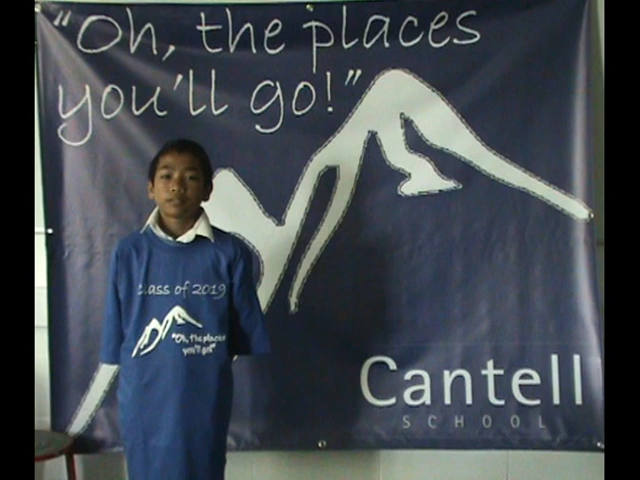 "Oh, the places
you'll go!"
Class of 2019
"Oh, the places
you'll go!"
Cantell
SCHOOL